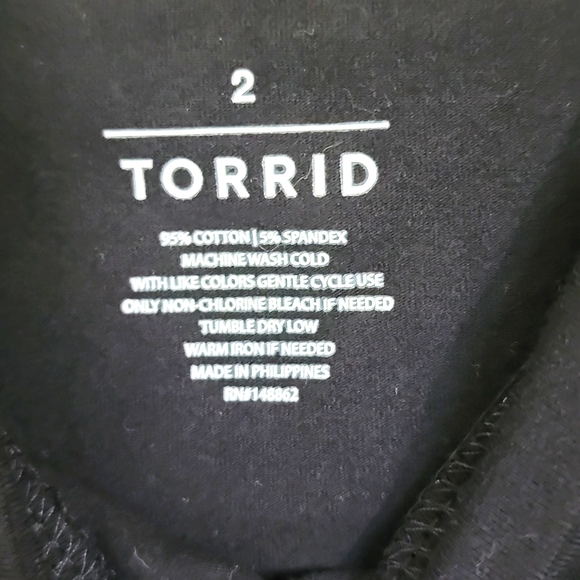 2
TORRID
95% COTTON | 5% SPANDEX
MACHINE WASH COLD
WITH LIKE COLORS GENTLE CYCLE USE
ONLY NON-CHLORINE BLEACH IF NEEDED
TUMBLE DRY LOW
WARM IRON IF NEEDED
MADE IN PHILIPPINES
RN#148862